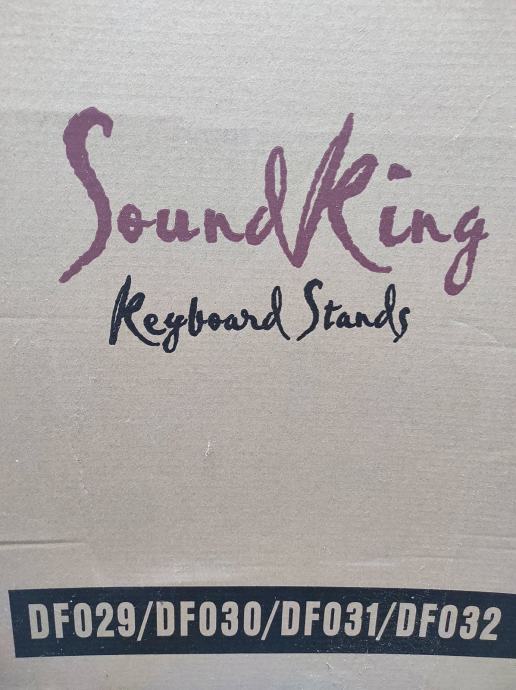 SoundKing
Keyboard Stands
DF029/DF030/DF031/DF032